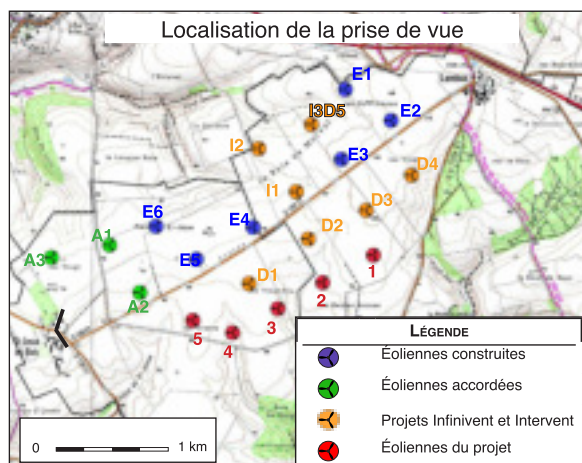 Localisation de la prise de vue
E1
I3D5
E2
I2
E3
D4
I1
D3
E6
E4
D2
A1
A3
E5
1
D1
2
A2
3
5
4
LÉGENDE
Éoliennes construites
Éoliennes accordées
Projets Infinivent et Intervent
Éoliennes du projet
0
1 km